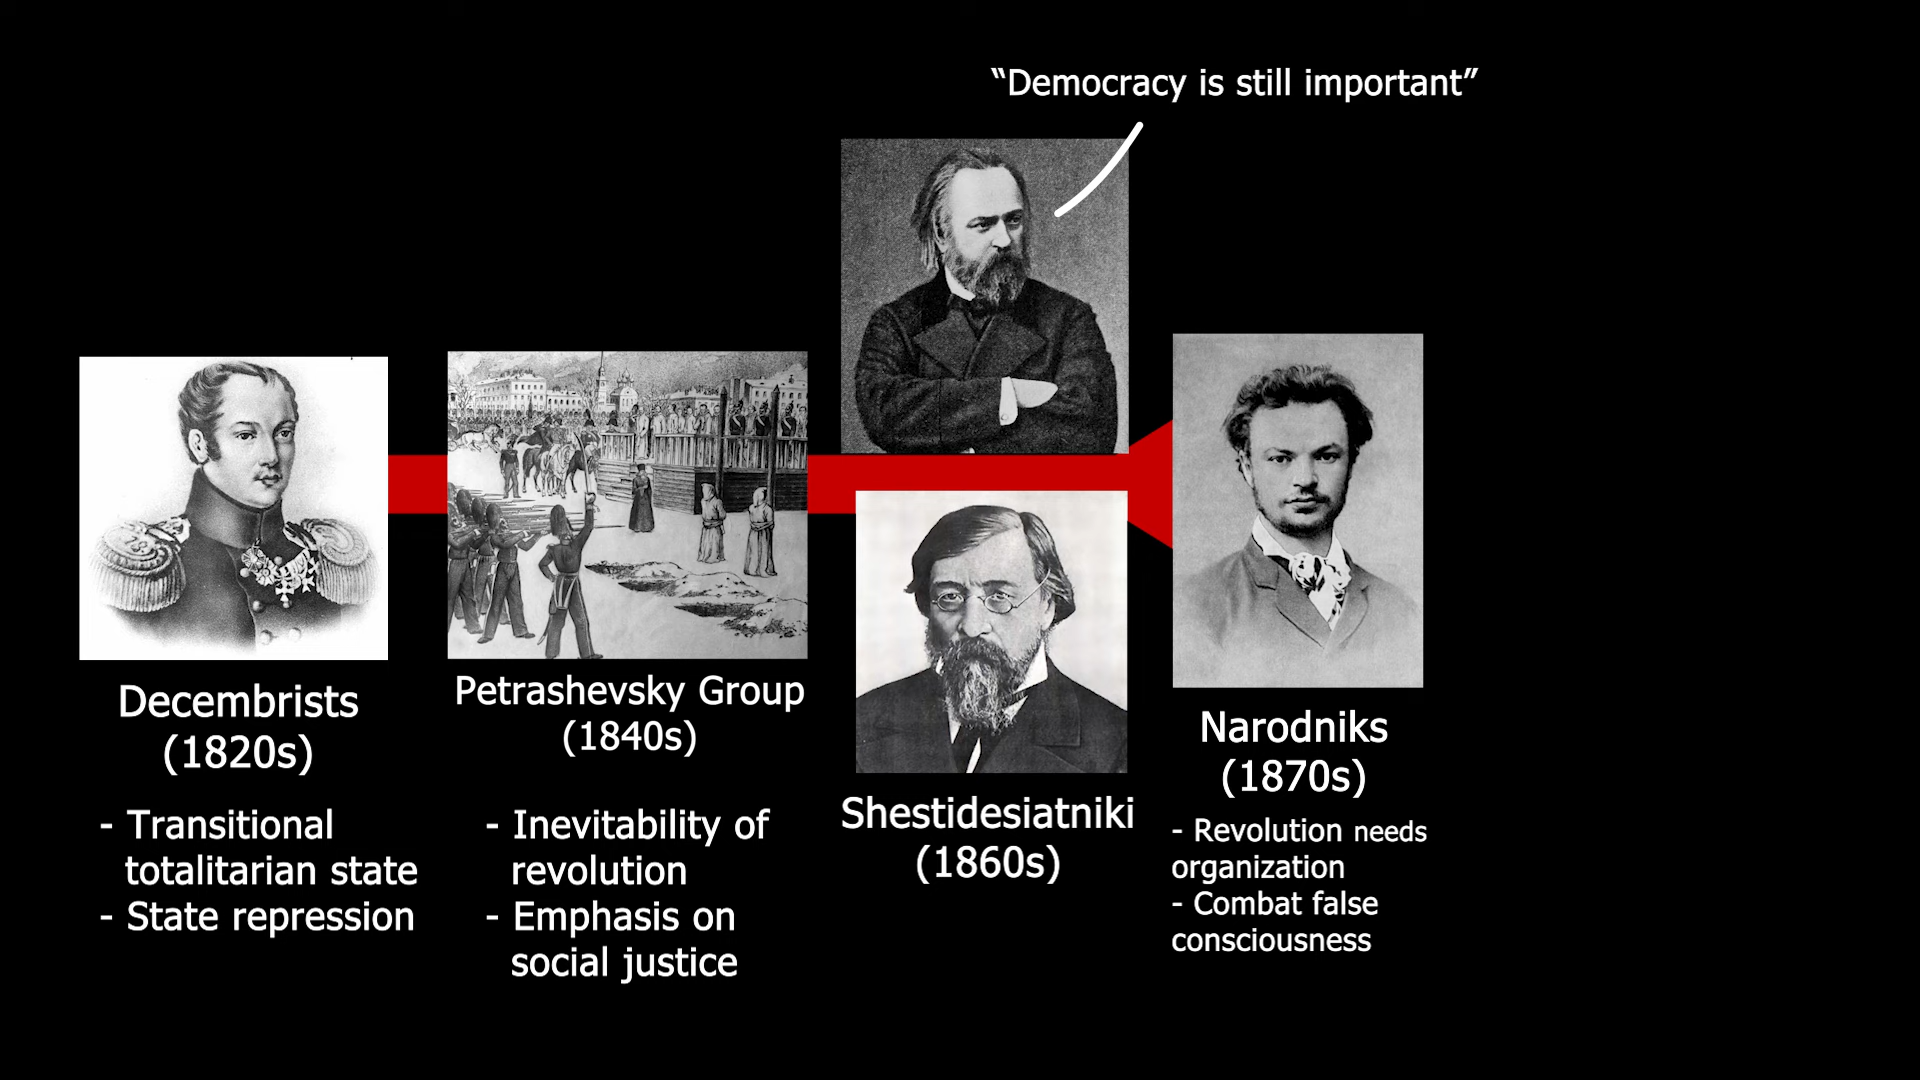 “Democracy is still important”
Decembrists
(1820s)
- Transitional
totalitarian state
- State repression
Petrashevsky Group
(1840s)
- Inevitability of
revolution
- Emphasis on
social justice
Shestidesiatniki
(1860s)
Narodniks
(1870s)
- Revolution needs
organization
- Combat false
consciousness